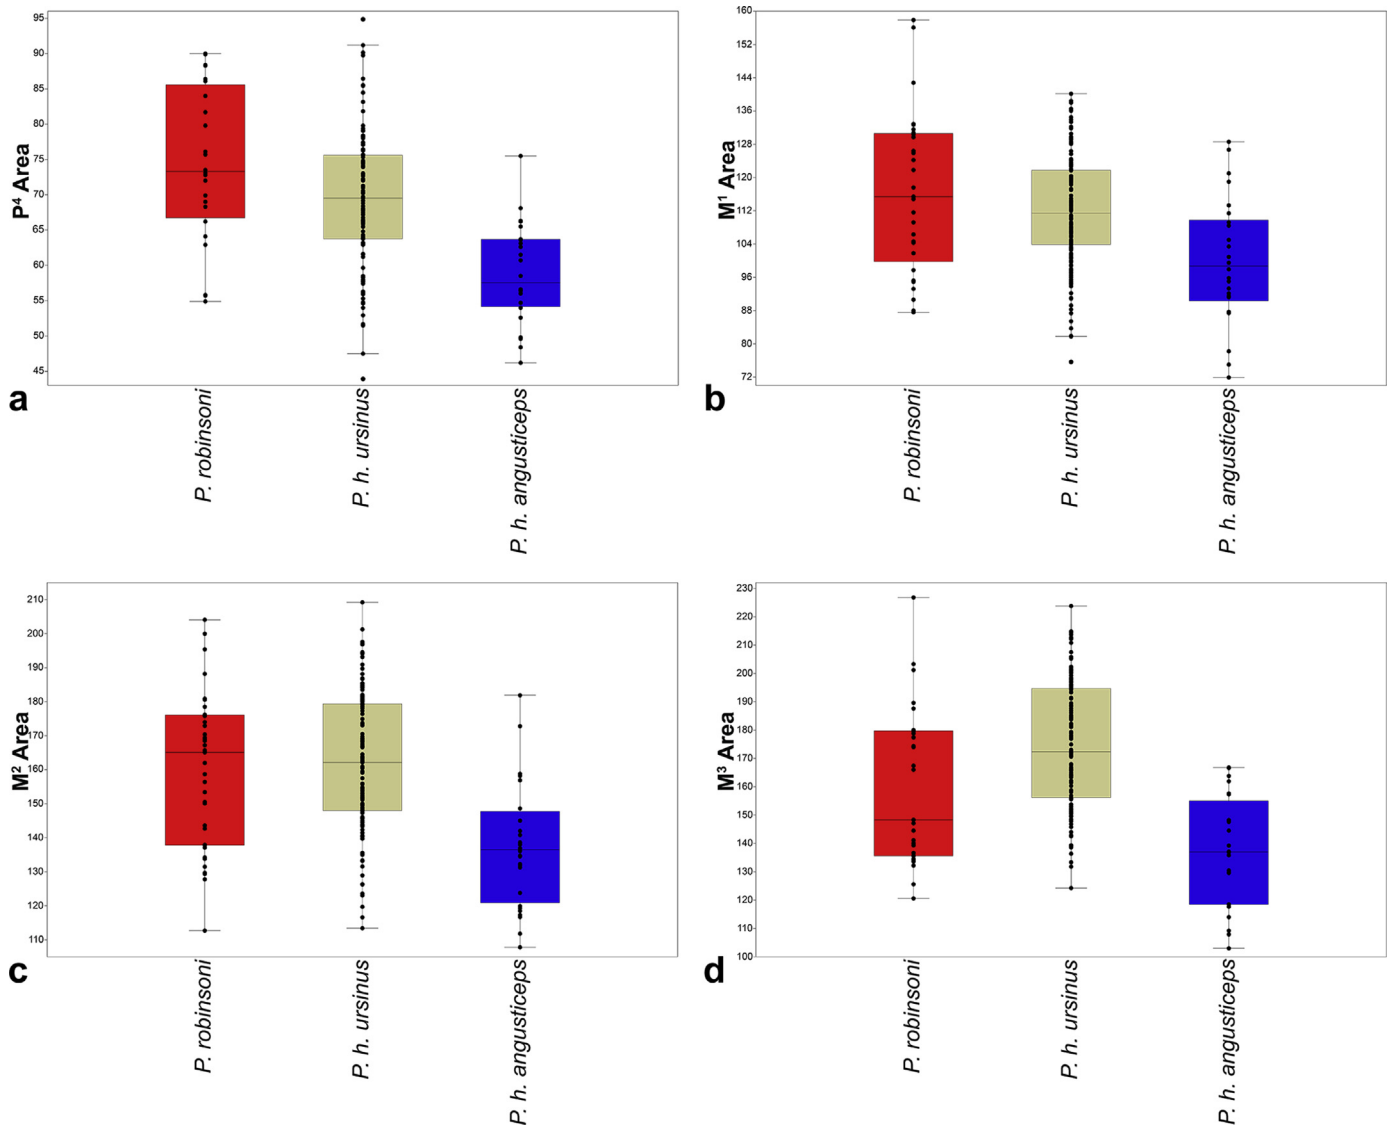 95
90
85
80
75
70
65
60
55
50
45
P⁴ Area
a
P. robinsoni
P. h. ursinus
P. h. angusticeps
160
152
144
136
128
120
112
104
96
88
80
72
M¹ Area
b
P. robinsoni
P. h. ursinus
P. h. angusticeps
210
200
190
180
170
160
150
140
130
120
110
M² Area
c
P. robinsoni
P. h. ursinus
P. h. angusticeps
230
220
210
200
190
180
170
160
150
140
130
120
110
100
M³ Area
d
P. robinsoni
P. h. ursinus
P. h. angusticeps